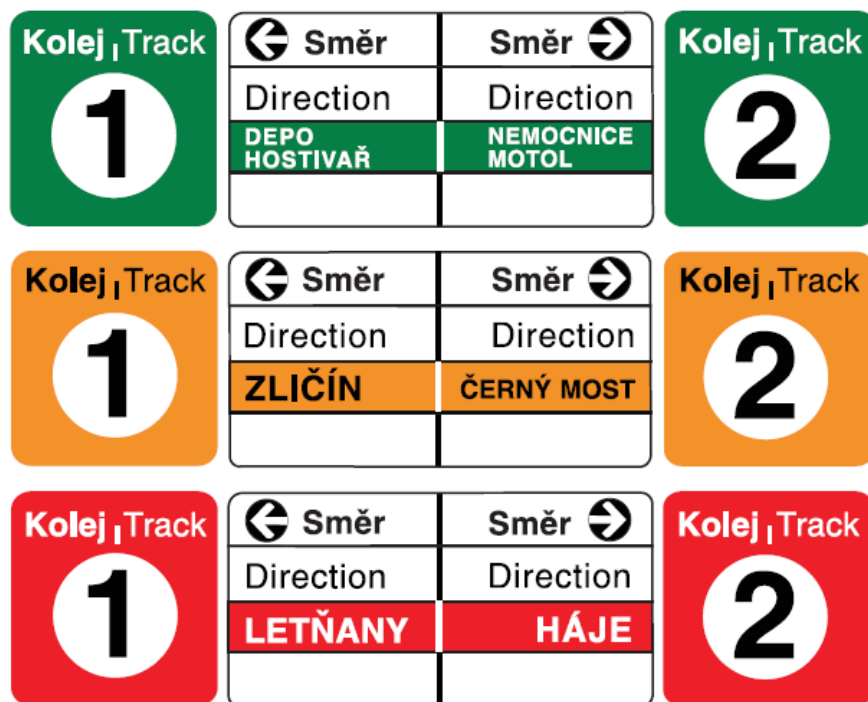 Kolej Track
1
Směr
Směr
Direction
Direction
DEPO
HOSTIVAŘ
NEMOCNICE
MOTOL
Kolej Track
2
Kolej Track
1
Směr
Směr
Direction
Direction
ZLIČÍN
ČERNÝ MOST
Kolej Track
2
Kolej Track
1
Směr
Směr
Direction
Direction
LETŇANY
HÁJE
Kolej Track
2